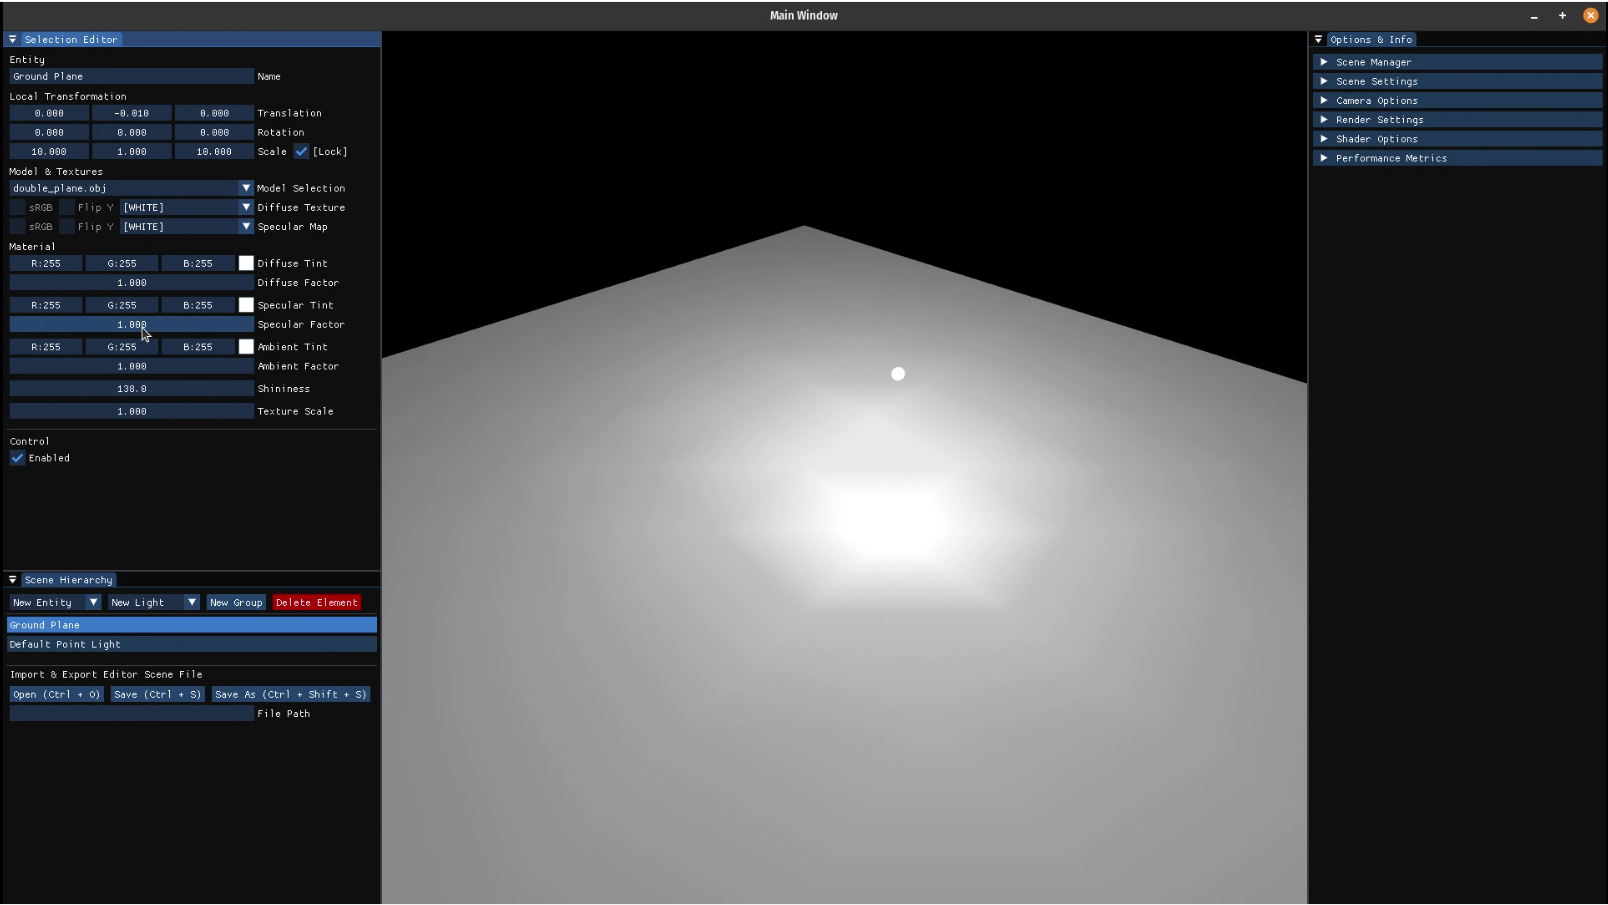 Main Window
Selection Editor
Entity
Ground Plane Name
Local Transformation
0.000 -0.010 0.000 Translation
0.000 0.000 0.000 Rotation
10.000 1.000 10.000 Scale [Lock]
Model & Textures
double_plane.obj Model Selection
sRGB Flip Y [WHITE] Diffuse Texture
sRGB Flip Y [WHITE] Specular Map
Material
R:255 G:255 B:255 Diffuse Tint
1.000 Diffuse Factor
R:255 G:255 B:255 Specular Tint
1.000 Specular Factor
R:255 G:255 B:255 Ambient Tint
1.000 Ambient Factor
138.0 Shininess
1.000 Texture Scale
Control
Enabled
Scene Hierarchy
New Entity New Light New Group Delete Element
Ground Plane
Default Point Light
Import & Export Editor Scene File
Open (Ctrl + O) Save (Ctrl + S) Save As (Ctrl + Shift + S)
File Path
Options & Info
Scene Manager
Scene Settings
Camera Options
Render Settings
Shader Options
Performance Metrics